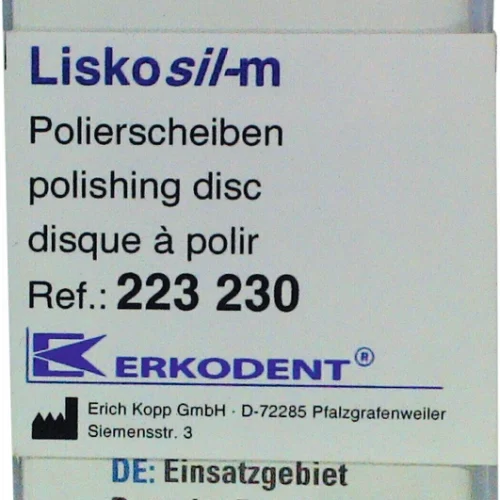 Liskosil-m
Polierscheiben
polishing disc
disque à polir
Ref.: 223 230
ERKODENT®
Erich Kopp GmbH · D-72285 Pfalzgrafenweiler
Siemensstr. 3
DE: Einsatzgebiet